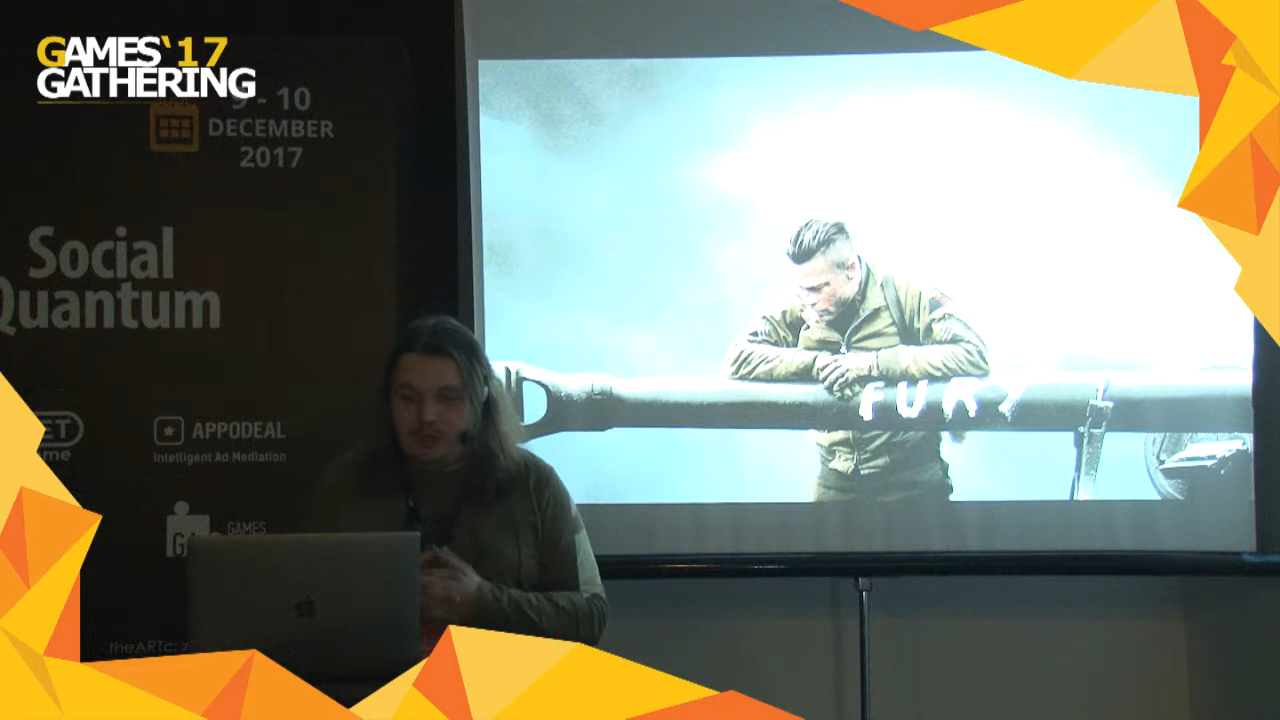 GAMES'17
GATHERING
9 - 10
DECEMBER
2017
Social
Quantum
APPODEAL
Intelligent Ad Mediation
GAMES
FURY